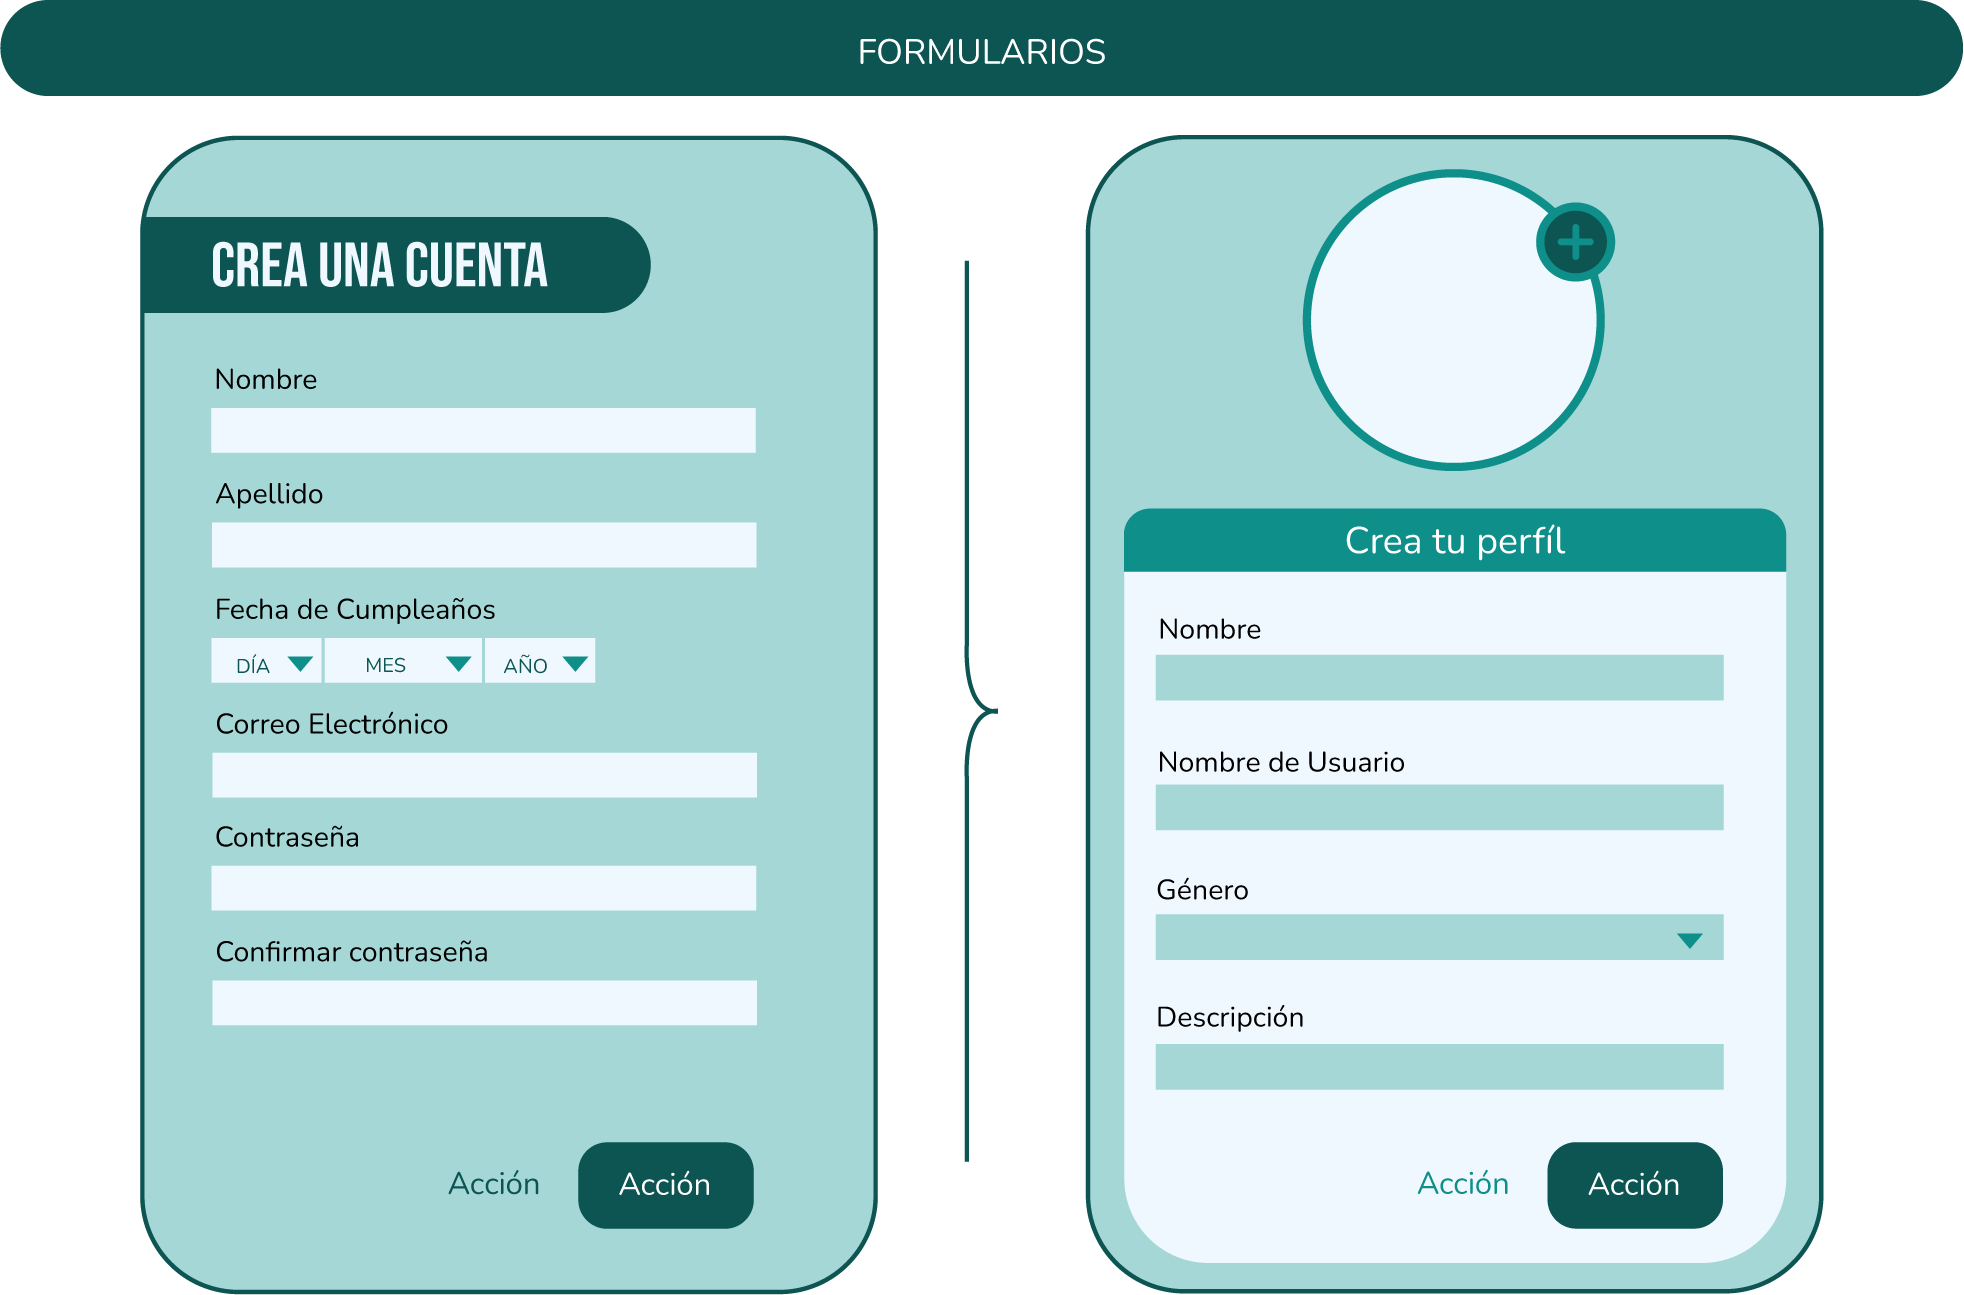 FORMULARIOS
CREA UNA CUENTA
Nombre
Apellido
Fecha de Cumpleaños
DÍA MES AÑO
Correo Electrónico
Contraseña
Confirmar contraseña
Acción Acción
Crea tu perfíl
Nombre
Nombre de Usuario
Género
Descripción
Acción Acción